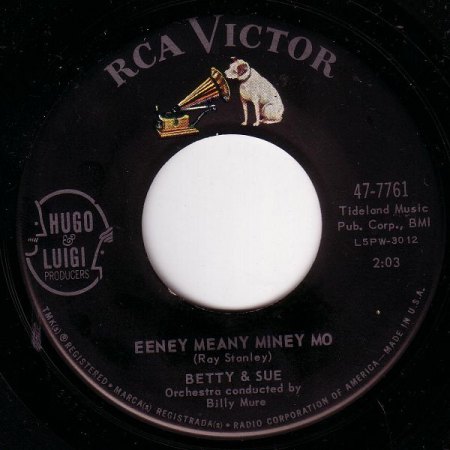 RCA VICTOR
HUGO
&
LUIGI
PRODUCERS
47-7761
Tideland Music
Pub. Corp., BMI
L5PW-3012
2:03
EENEY MEANY MINEY MO
(Ray Stanley)
BETTY & SUE
Orchestra conducted by
Billy Mure
TMK(s) ® REGISTERED • MARCA(s) REGISTRADA(s) • RADIO CORPORATION OF AMERICA – MADE IN U.S.A.